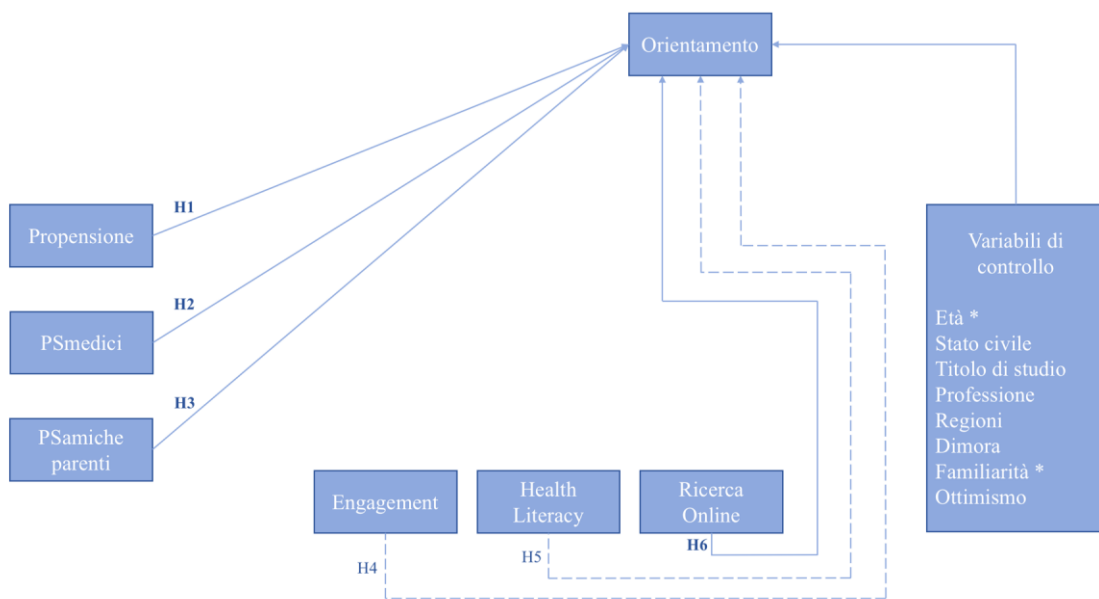 Orientamento
H1
Propensione
H2
PSmedici
H3
PSamiche
parenti
Engagement
Health
Literacy
Ricerca
Online
H4
H5
H6
Variabili di
controllo
Età *
Stato civile
Titolo di studio
Professione
Regioni
Dimora
Familiarità *
Ottimismo